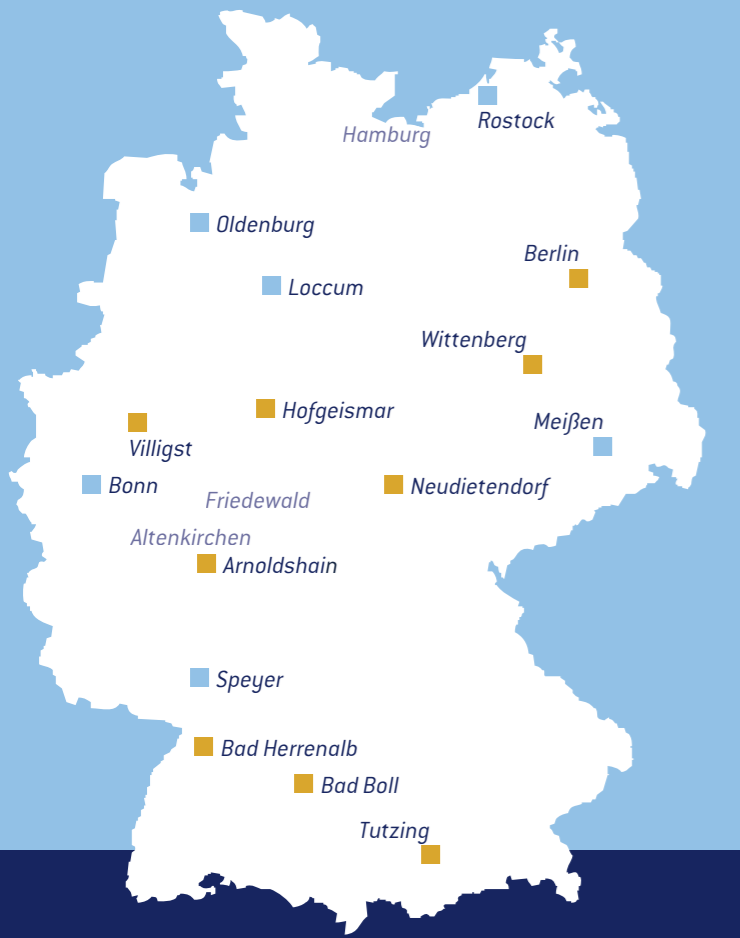 Rostock
Hamburg
Oldenburg
Berlin
Loccum
Wittenberg
Hofgeismar
Meißen
Villigst
Bonn
Neudietendorf
Friedewald
Altenkirchen
Arnoldshain
Speyer
Bad Herrenalb
Bad Boll
Tutzing